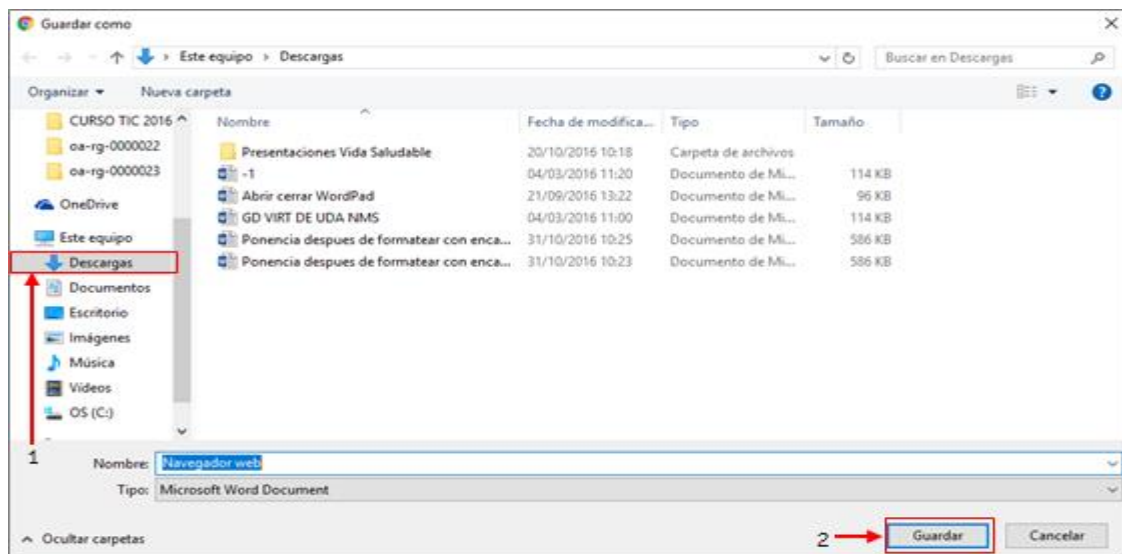 Guardar como
Este equipo > Descargas
Buscar en Descargas
Organizar
Nueva carpeta
CURSO TIC 2016
oa-rg-0000022
oa-rg-0000023
OneDrive
Este equipo
Descargas
Documentos
Escritorio
Imágenes
Música
Vídeos
OS (C:)
Nombre Fecha de modifica... Tipo Tamaño
Presentaciones Vida Saludable 20/10/2016 10:18 Carpeta de archivos
-1 04/03/2016 11:20 Documento de Mi... 114 KB
Abrir cerrar WordPad 21/09/2016 13:22 Documento de Mi... 96 KB
GD VIRT DE UDA NMS 04/03/2016 11:00 Documento de Mi... 114 KB
Ponencia despues de formatear con enca... 31/10/2016 10:25 Documento de Mi... 586 KB
Ponencia despues de formatear con enca... 31/10/2016 10:23 Documento de Mi... 586 KB
1
Nombre: Navegador web
Tipo: Microsoft Word Document
Ocultar carpetas
2
Guardar
Cancelar